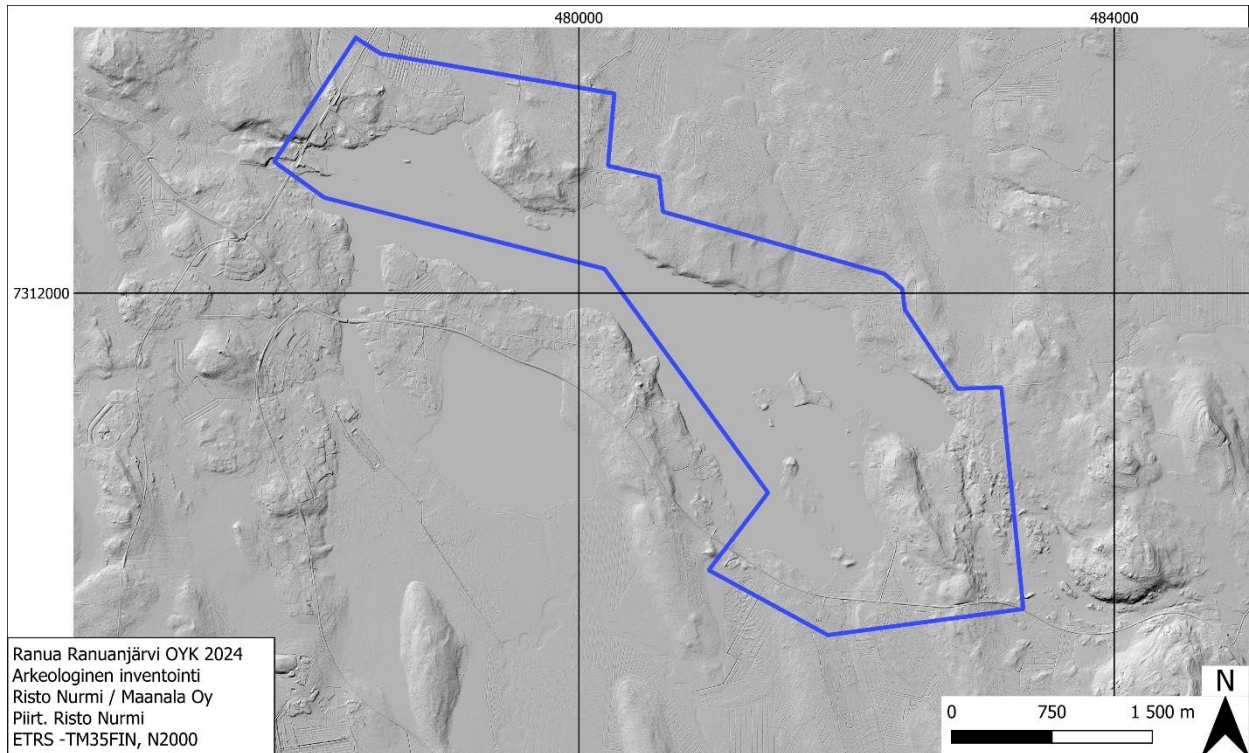 480000
484000
7312000
Ranua Ranuanjärvi OYK 2024
Arkeologinen inventointi
Risto Nurmi / Maanala Oy
Piirt. Risto Nurmi
ETRS -TM35FIN, N2000
N
0 750 1 500 m